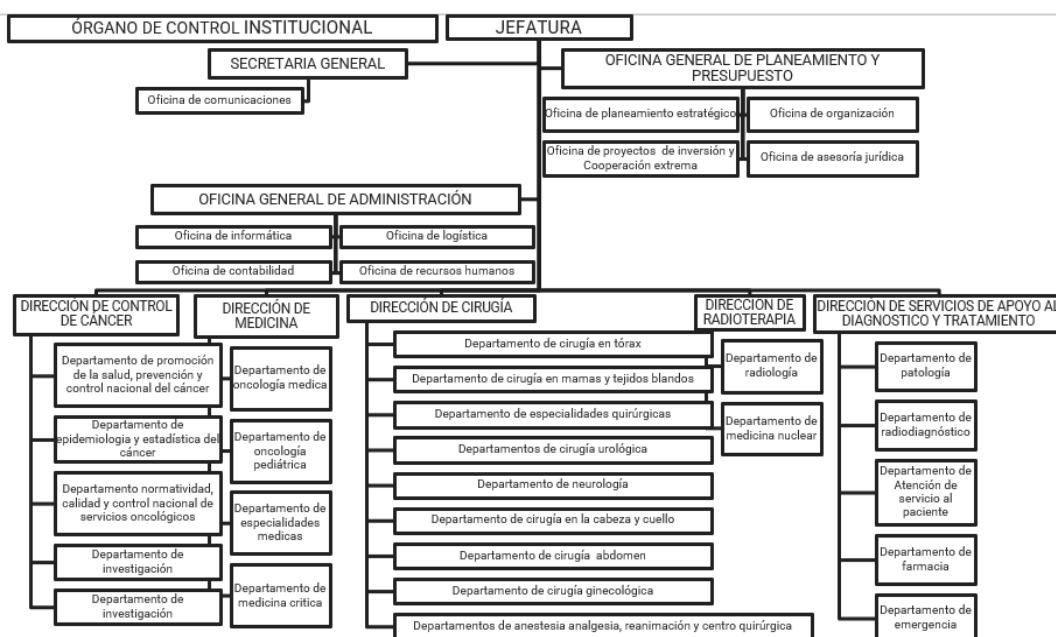 ÓRGANO DE CONTROL INSTITUCIONAL
JEFATURA
SECRETARIA GENERAL
OFICINA GENERAL DE PLANEAMIENTO Y
PRESUPUESTO
Oficina de comunicaciones
Oficina de planeamiento estratégico
Oficina de organización
Oficina de proyectos de inversión y
Cooperación extrema
Oficina de asesoría jurídica
OFICINA GENERAL DE ADMINISTRACIÓN
Oficina de informática
Oficina de logística
Oficina de contabilidad
Oficina de recursos humanos
DIRECCIÓN DE CONTROL
DE CÁNCER
Departamento de promoción
de la salud, prevención y
control nacional del cáncer
Departamento de
epidemiologia y estadística del
cáncer
Departamento normatividad,
calidad y control nacional de
servicios oncológicos
Departamento de
investigación
Departamento de
investigación
DIRECCIÓN DE
MEDICINA
Departamento de
oncología medica
Departamento de
oncología
pediátrica
Departamento de
especialidades
medicas
Departamento de
medicina critica
DIRECCIÓN DE CIRUGÍA
Departamento de cirugía en tórax
Departamento de cirugía en mamas y tejidos blandos
Departamento de especialidades quirúrgicas
Departamentos de cirugía urológica
Departamento de neurología
Departamento de cirugía en la cabeza y cuello
Departamento de cirugía abdomen
Departamento de cirugía ginecológica
Departamentos de anestesia analgesia, reanimación y centro quirúrgica
DIRECCION DE
RADIOTERAPIA
Departamento de
radiología
Departamento de
medicina nuclear
DIRECCIÓN DE SERVICIOS DE APOYO AL
DIAGNOSTICO Y TRATAMIENTO
Departamento de
patología
Departamento de
radiodiagnóstico
Departamento de
Atención de
servicio al
paciente
Departamento de
farmacia
Departamento de
emergencia